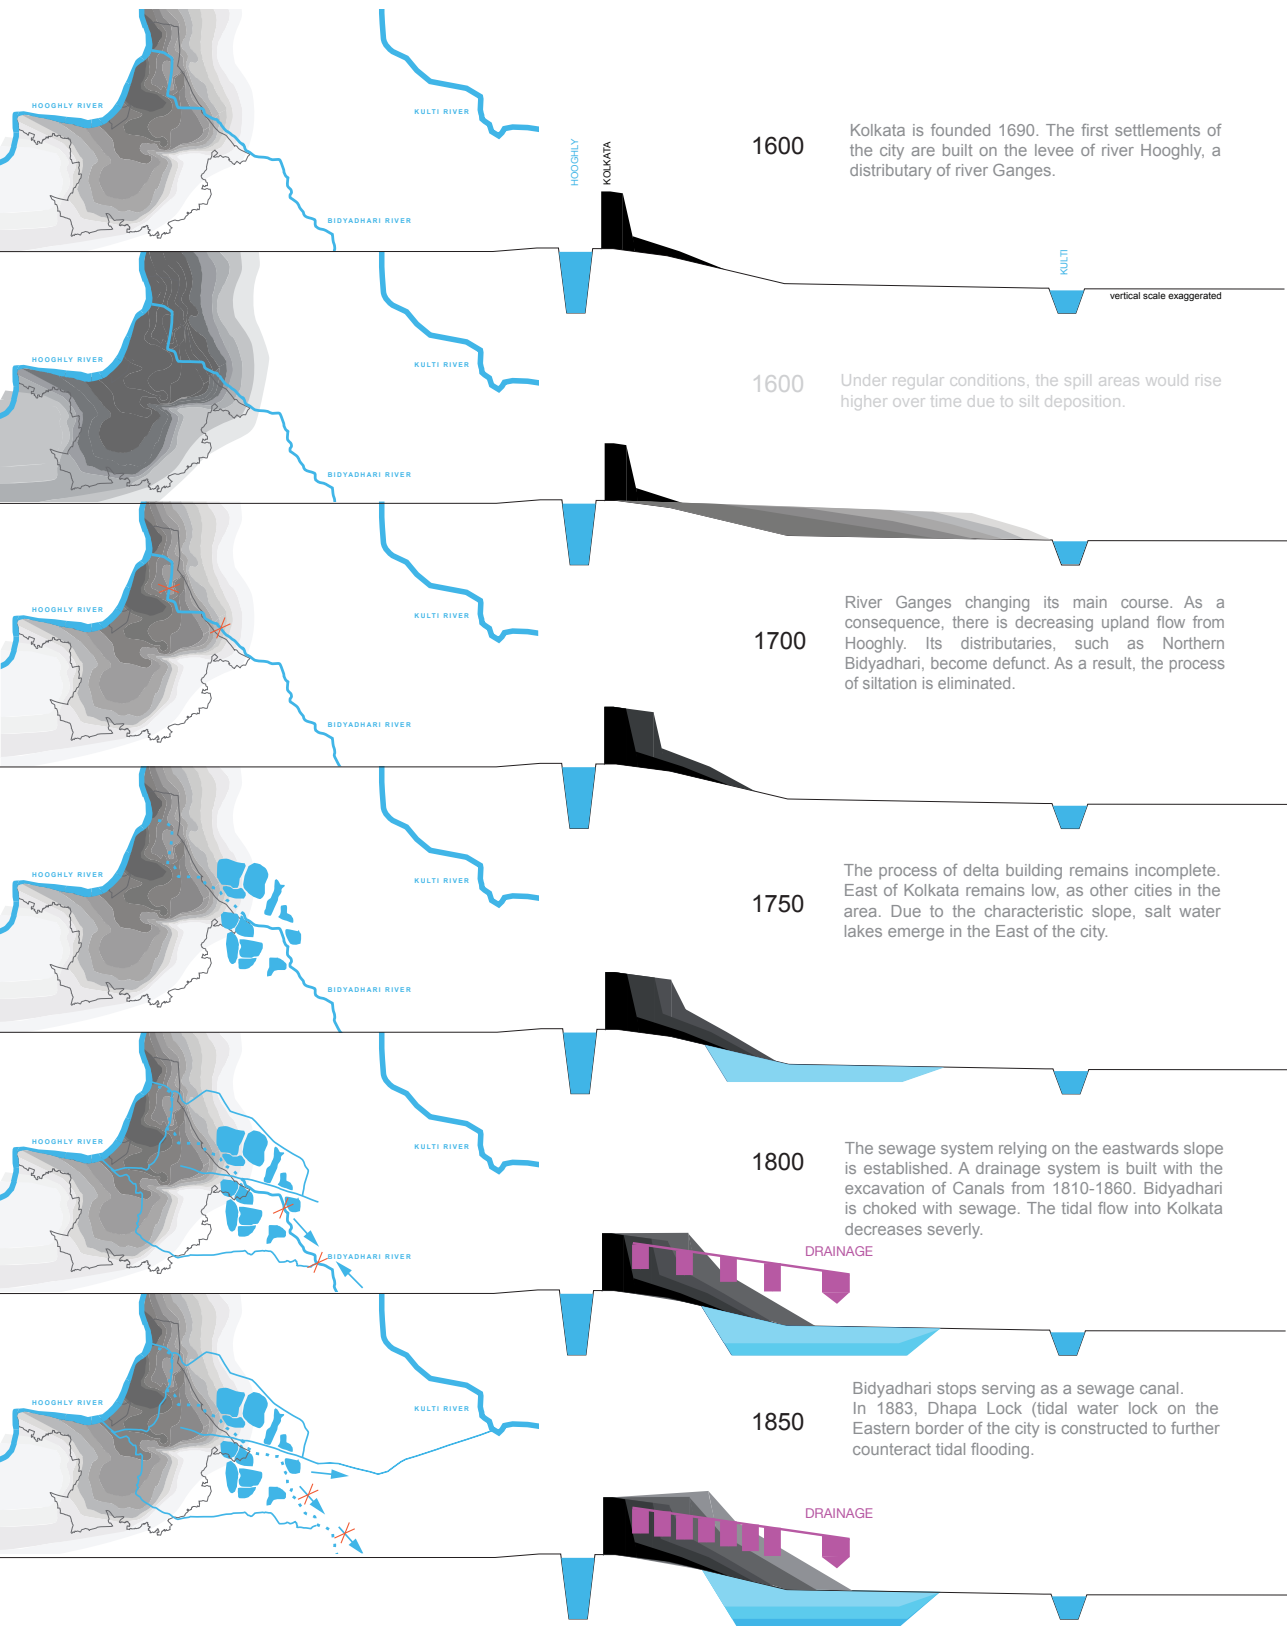 HOOGHLY RIVER
KULTI RIVER
BIDYADHARI RIVER
HOOGHLY
KOLKATA
KULTI
1600
Kolkata is founded 1690. The first settlements of
the city are built on the levee of river Hooghly, a
distributary of river Ganges.
vertical scale exaggerated
HOOGHLY RIVER
KULTI RIVER
BIDYADHARI RIVER
1600
Under regular conditions, the spill areas would rise
higher over time due to silt deposition.
HOOGHLY RIVER
KULTI RIVER
BIDYADHARI RIVER
1700
River Ganges changing its main course. As a
consequence, there is decreasing upland flow from
Hooghly. Its distributaries, such as Northern
Bidyadhari, become defunct. As a result, the process
of siltation is eliminated.
HOOGHLY RIVER
KULTI RIVER
BIDYADHARI RIVER
1750
The process of delta building remains incomplete.
East of Kolkata remains low, as other cities in the
area. Due to the characteristic slope, salt water
lakes emerge in the East of the city.
HOOGHLY RIVER
KULTI RIVER
BIDYADHARI RIVER
1800
The sewage system relying on the eastwards slope
is established. A drainage system is built with the
excavation of Canals from 1810-1860. Bidyadhari
is choked with sewage. The tidal flow into Kolkata
decreases severly.
DRAINAGE
HOOGHLY RIVER
KULTI RIVER
1850
Bidyadhari stops serving as a sewage canal.
In 1883, Dhapa Lock (tidal water lock on the
Eastern border of the city is constructed to further
counteract tidal flooding.
DRAINAGE